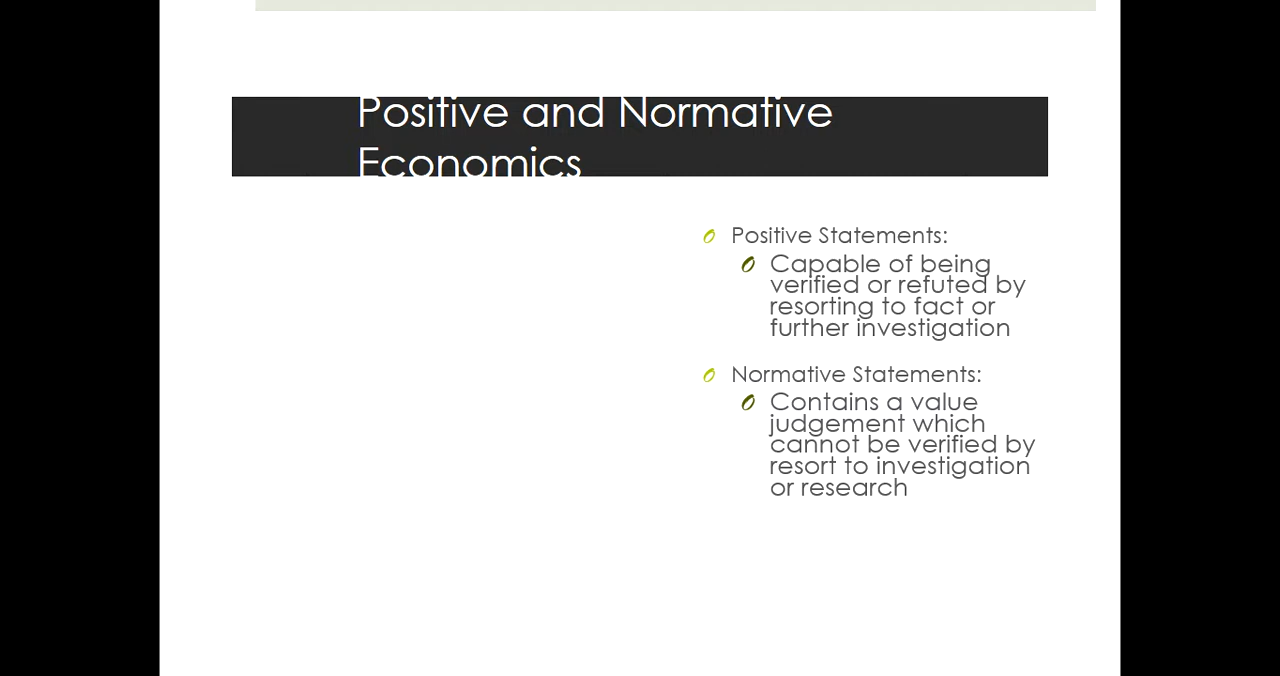 Positive and Normative
Economics
Positive Statements:
Capable of being
verified or refuted by
resorting to fact or
further investigation
Normative Statements:
Contains a value
judgement which
cannot be verified by
resort to investigation
or research